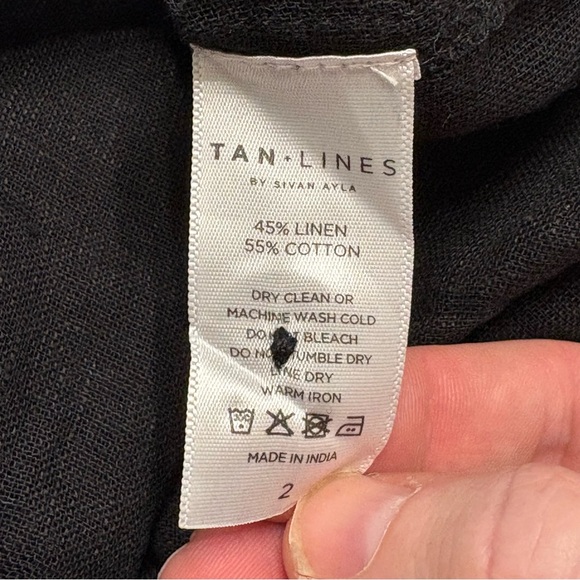 TAN+LINES
BY SIVAN AYLA
45% LINEN
55% COTTON
DRY CLEAN OR
MACHINE WASH COLD
DO BLEACH
DO TUMBLE DRY
DRY
WARM IRON
MADE IN INDIA
2